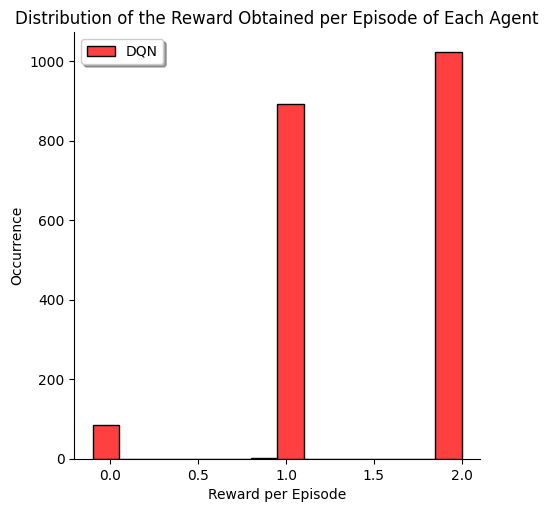 Distribution of the Reward Obtained per Episode of Each Agent
DQN
1000
800
600
400
200
0
Occurrence
0.0 0.5 1.0 1.5 2.0
Reward per Episode